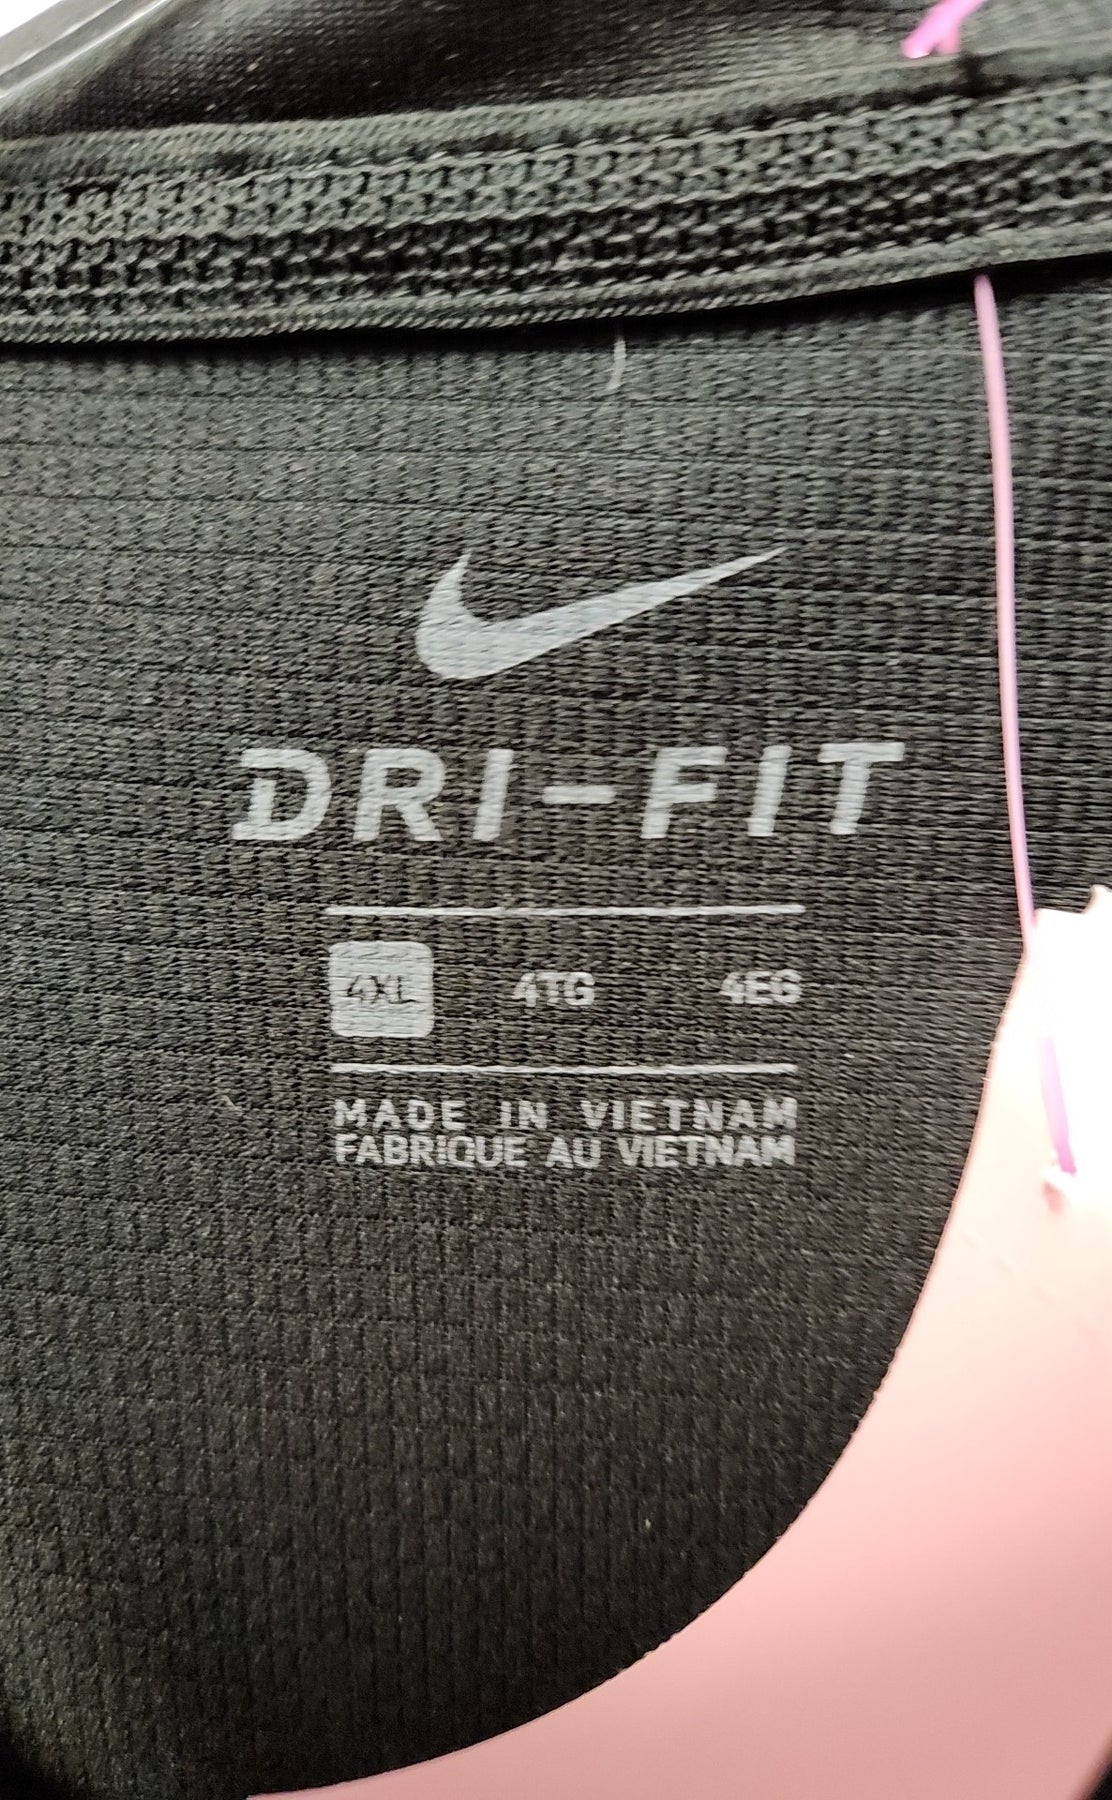 DRI-FIT
4XL 4TG 4EG
MADE IN VIETNAM
FABRIQUE AU VIETNAM